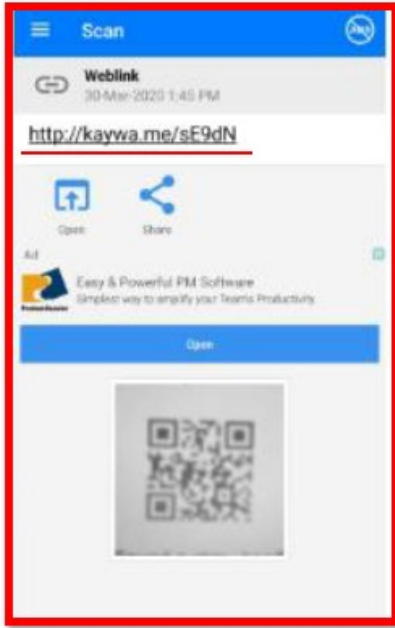 Scan
Weblink
30-Mar-2020 1:45 PM
http://kaywa.me/sE9dN
Open
Share
Ad
Easy & Powerful PM Software
Simplest way to amplify your Teams Productivity
Open